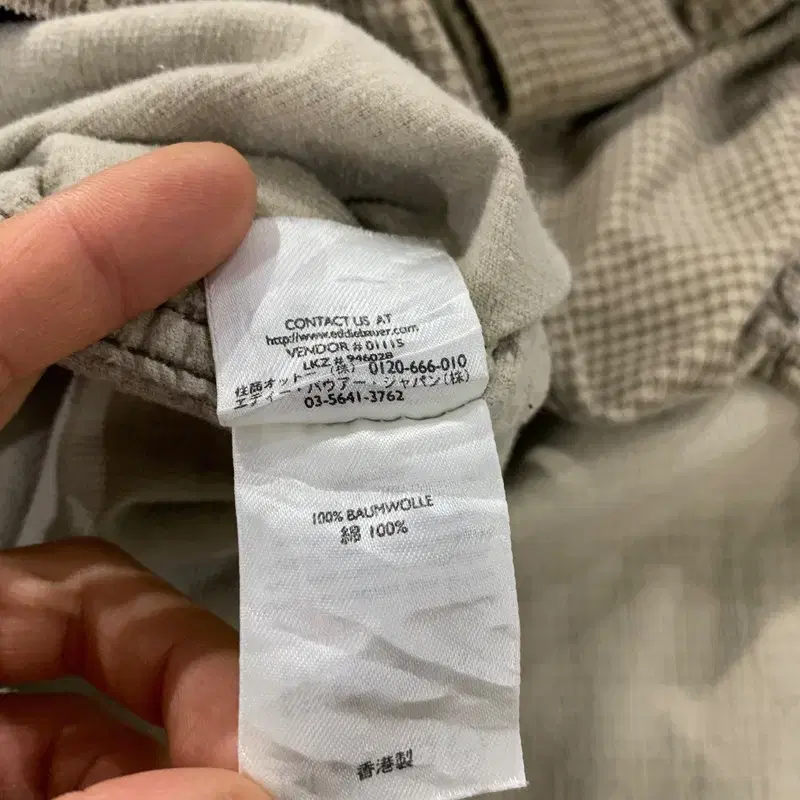 CONTACT US AT
http://www.eddiebauer.com
VENDOR # 01115
LKZ # 946028
住商オットー (株) 0120-666-010
エディー・バウアー・ジャパン(株)
03-5641-3762
100% BAUMWOLLE
綿 100%
香港製